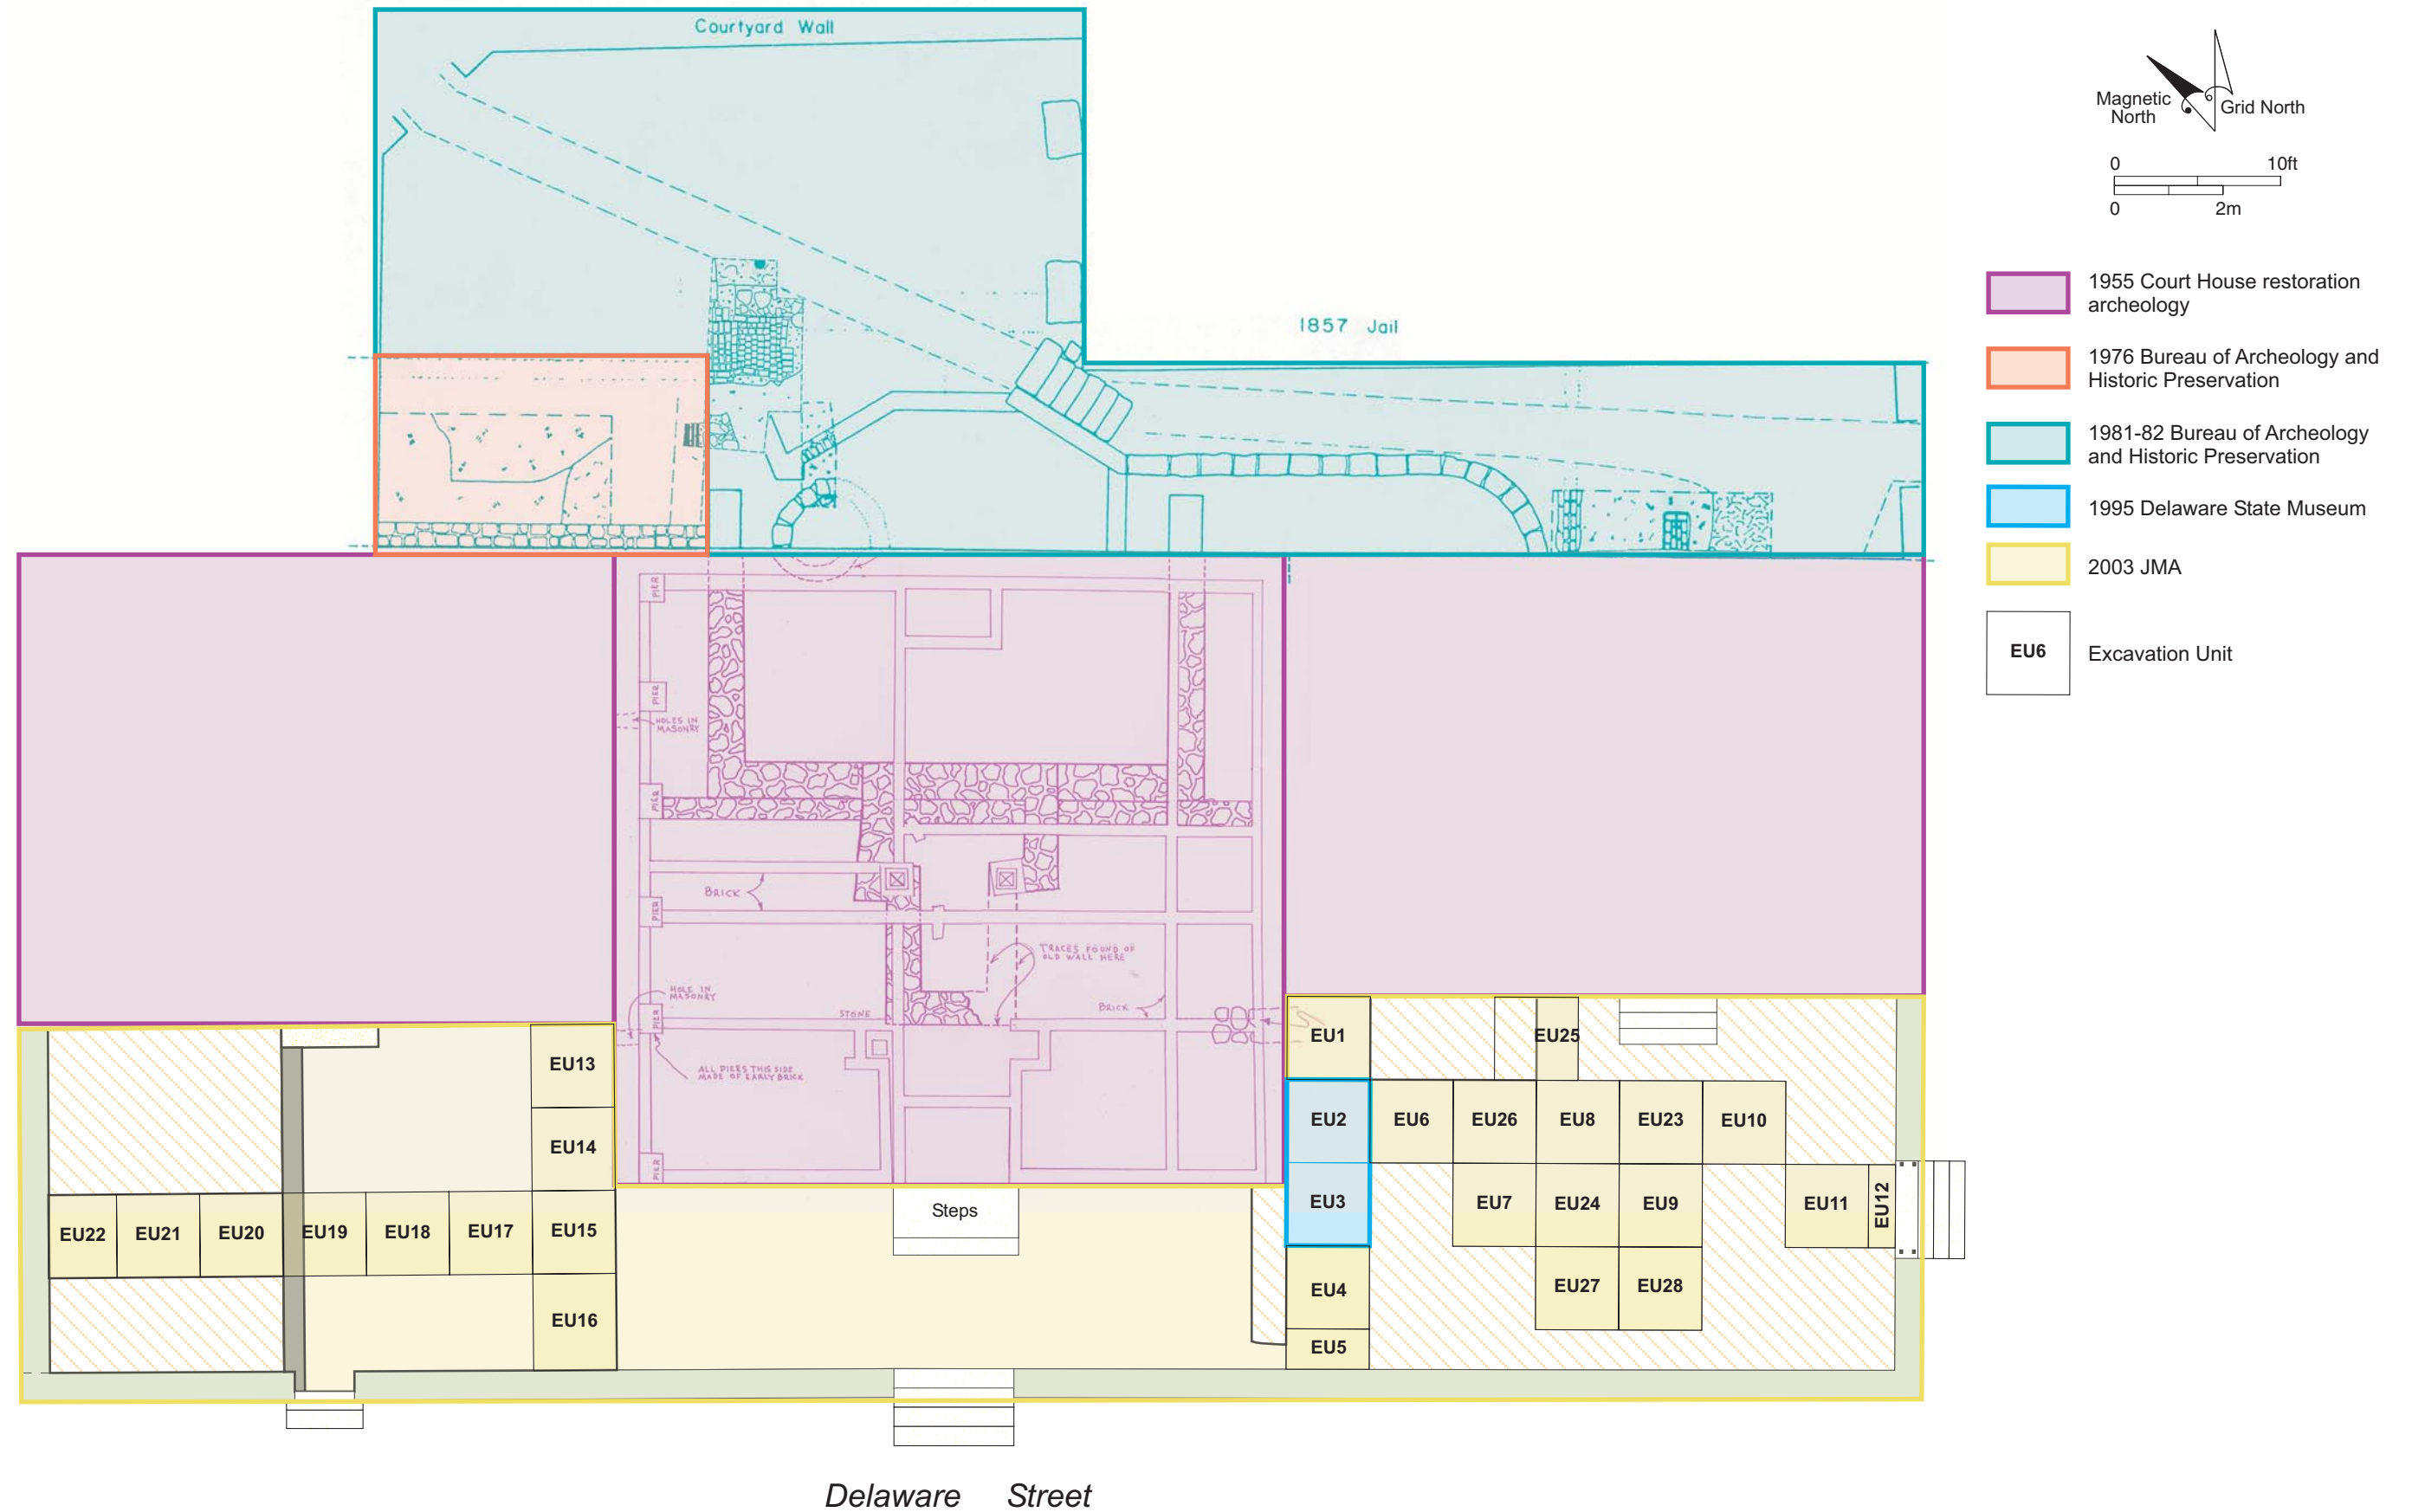 Courtyard Wall
Magnetic
North
Grid North
0
10ft
0
2m
1857 Jail
1955 Court House restoration
archeology
1976 Bureau of Archeology and
Historic Preservation
1981-82 Bureau of Archeology
and Historic Preservation
1995 Delaware State Museum
2003 JMA
EU6
Excavation Unit
PIER
PIER
HOLES IN
MASONRY
PIER
BRICK
PIER
TRACES FOUND OF
OLD WALL HERE
HOLE IN
MASONRY
PIER
STONE
BRICK
ALL PIERS THIS SIDE
MADE OF EARLY BRICK
PIER
EU1
EU25
EU13
EU14
EU2
EU6
EU26
EU8
EU23
EU10
EU3
EU7
EU24
EU9
EU11
EU12
Steps
EU22
EU21
EU20
EU19
EU18
EU17
EU15
EU4
EU27
EU28
EU16
EU5
Delaware Street